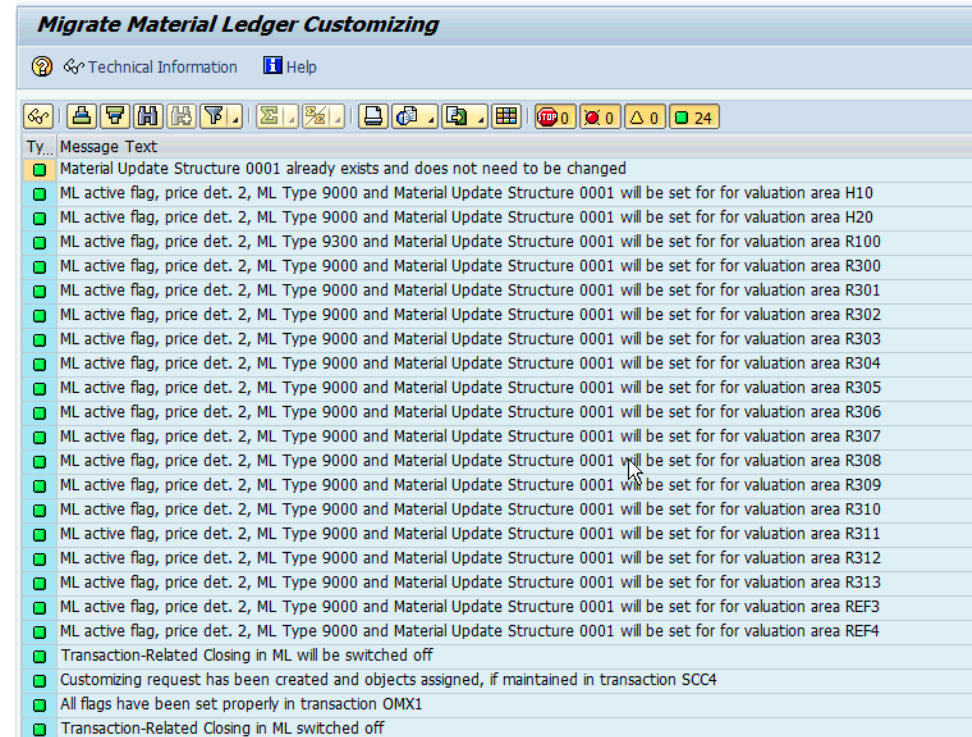 Migrate Material Ledger Customizing
Technical Information Help
STOP 0 0 0 24
Ty... Message Text
Material Update Structure 0001 already exists and does not need to be changed
ML active flag, price det. 2, ML Type 9000 and Material Update Structure 0001 will be set for for valuation area H10
ML active flag, price det. 2, ML Type 9000 and Material Update Structure 0001 will be set for for valuation area H20
ML active flag, price det. 2, ML Type 9300 and Material Update Structure 0001 will be set for for valuation area R100
ML active flag, price det. 2, ML Type 9000 and Material Update Structure 0001 will be set for for valuation area R300
ML active flag, price det. 2, ML Type 9000 and Material Update Structure 0001 will be set for for valuation area R301
ML active flag, price det. 2, ML Type 9000 and Material Update Structure 0001 will be set for for valuation area R302
ML active flag, price det. 2, ML Type 9000 and Material Update Structure 0001 will be set for for valuation area R303
ML active flag, price det. 2, ML Type 9000 and Material Update Structure 0001 will be set for for valuation area R304
ML active flag, price det. 2, ML Type 9000 and Material Update Structure 0001 will be set for for valuation area R305
ML active flag, price det. 2, ML Type 9000 and Material Update Structure 0001 will be set for for valuation area R306
ML active flag, price det. 2, ML Type 9000 and Material Update Structure 0001 will be set for for valuation area R307
ML active flag, price det. 2, ML Type 9000 and Material Update Structure 0001 will be set for for valuation area R308
ML active flag, price det. 2, ML Type 9000 and Material Update Structure 0001 will be set for for valuation area R309
ML active flag, price det. 2, ML Type 9000 and Material Update Structure 0001 will be set for for valuation area R310
ML active flag, price det. 2, ML Type 9000 and Material Update Structure 0001 will be set for for valuation area R311
ML active flag, price det. 2, ML Type 9000 and Material Update Structure 0001 will be set for for valuation area R312
ML active flag, price det. 2, ML Type 9000 and Material Update Structure 0001 will be set for for valuation area R313
ML active flag, price det. 2, ML Type 9000 and Material Update Structure 0001 will be set for for valuation area REF3
ML active flag, price det. 2, ML Type 9000 and Material Update Structure 0001 will be set for for valuation area REF4
Transaction-Related Closing in ML will be switched off
Customizing request has been created and objects assigned, if maintained in transaction SCC4
All flags have been set properly in transaction OMX1
Transaction-Related Closing in ML switched off